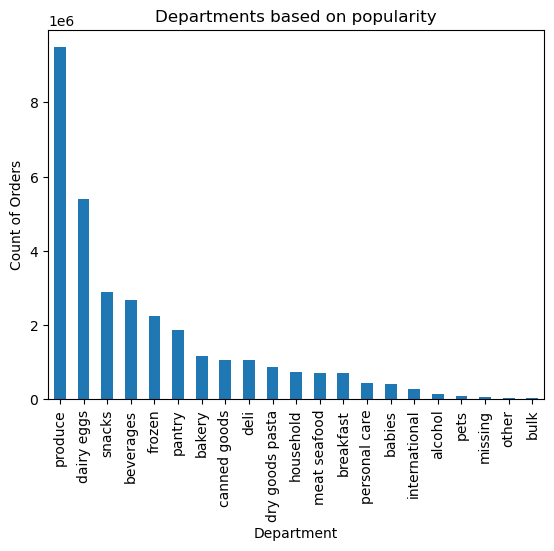 Departments based on popularity
1e6
8
6
4
2
0
Count of Orders
produce
dairy eggs
snacks
beverages
frozen
pantry
bakery
canned goods
deli
dry goods pasta
household
meat seafood
breakfast
personal care
babies
international
alcohol
pets
missing
other
bulk
Department